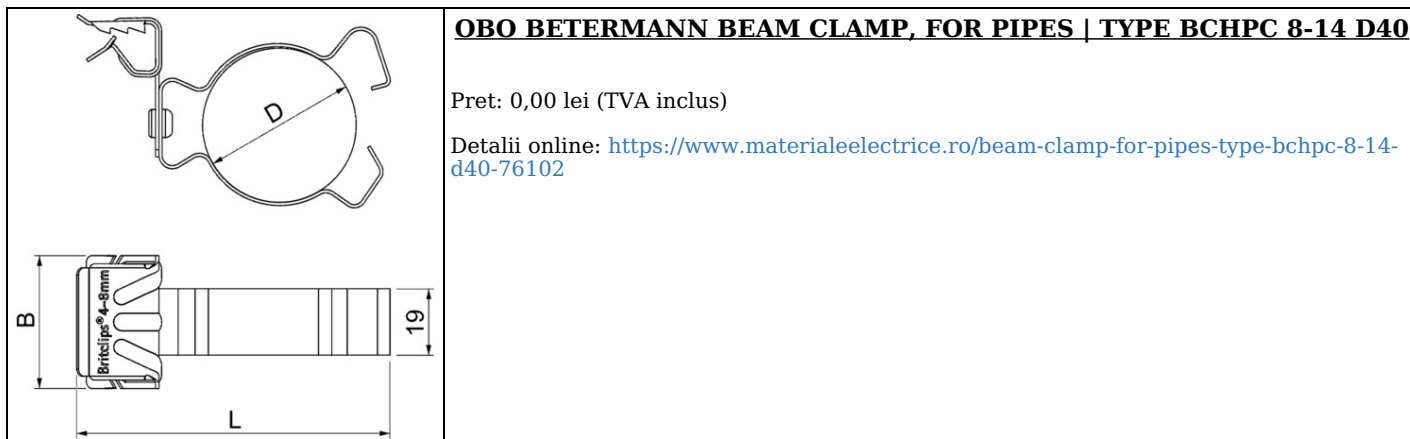 D
B
Britclips® 4-8mm
19
L
OBO BETERMANN BEAM CLAMP, FOR PIPES | TYPE BCHPC 8-14 D40
Pret: 0,00 lei (TVA inclus)
Detalii online: https://www.materialeelectrice.ro/beam-clamp-for-pipes-type-bchpc-8-14-
d40-76102